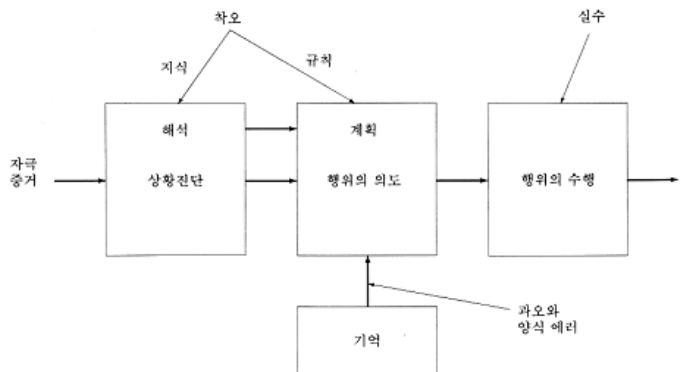 착오
실수
지식
규칙
해석
계획
자극
증거
상황진단
행위의 의도
행위의 수행
과오와
양식 에러
기억